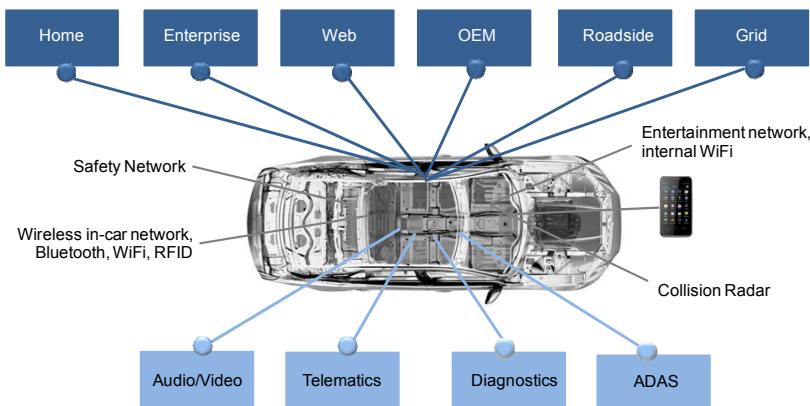 Home
Enterprise
Web
OEM
Roadside
Grid
Entertainment network,
internal WiFi
Safety Network
Wireless in-car network,
Bluetooth, WiFi, RFID
Collision Radar
Audio/Video
Telematics
Diagnostics
ADAS